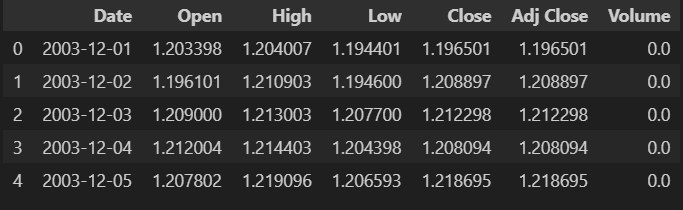 Date Open High Low Close Adj Close Volume
0 2003-12-01 1.203398 1.204007 1.194401 1.196501 1.196501 0.0
1 2003-12-02 1.196101 1.210903 1.194600 1.208897 1.208897 0.0
2 2003-12-03 1.209000 1.213003 1.207700 1.212298 1.212298 0.0
3 2003-12-04 1.212004 1.214403 1.204398 1.208094 1.208094 0.0
4 2003-12-05 1.207802 1.219096 1.206593 1.218695 1.218695 0.0